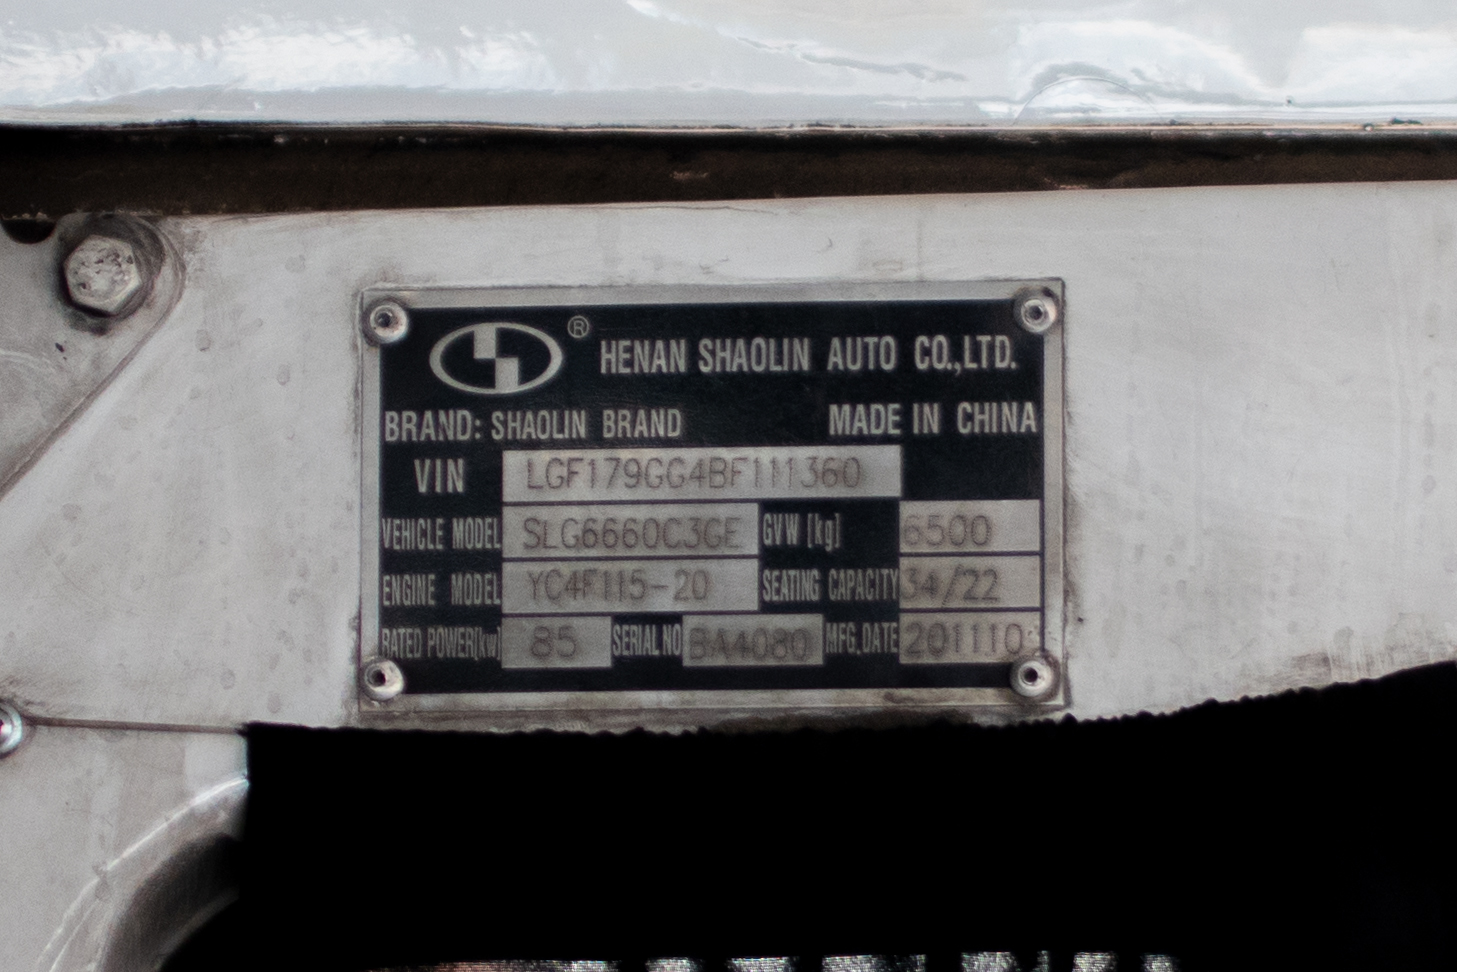 ® HENAN SHAOLIN AUTO CO.,LTD.
BRAND: SHAOLIN BRAND MADE IN CHINA
VIN LGF179GG4BF111360
VEHICLE MODEL SLG6660C3GE GVW [kg] 6500
ENGINE MODEL YC4F115-20 SEATING CAPACITY 34/22
RATED POWER[kw] 85 SERIAL NO BA4080 MFG.DATE 201110